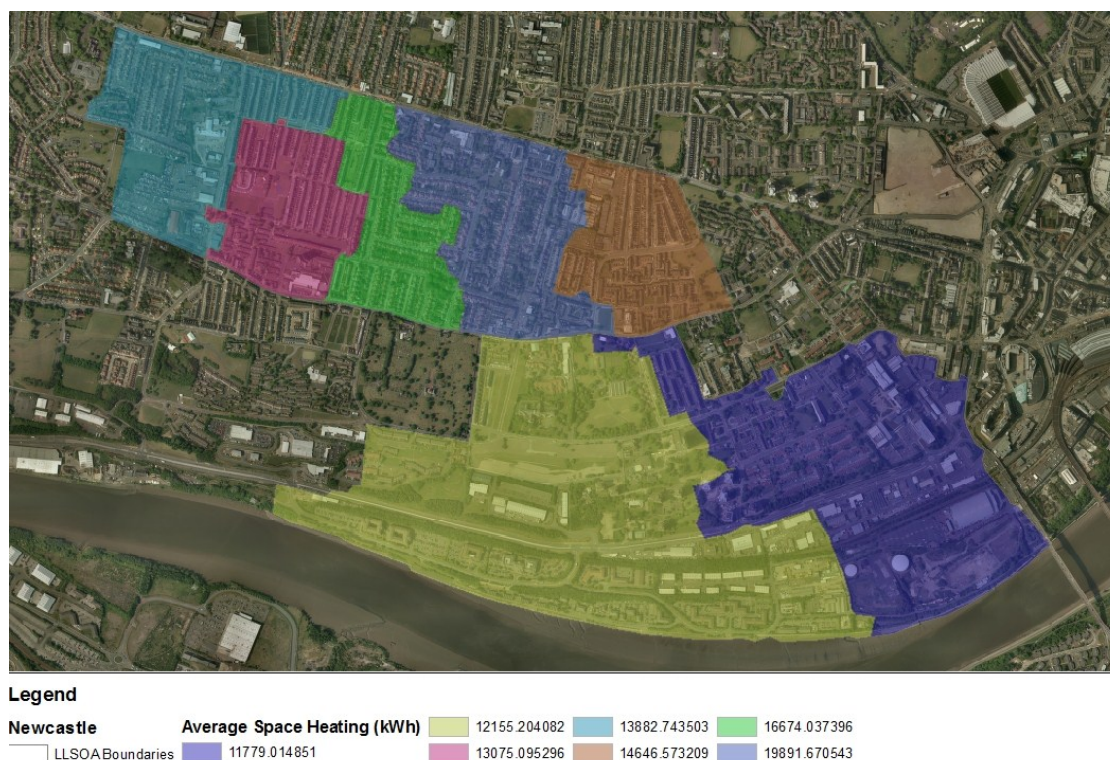 Legend
Newcastle
LLSOA Boundaries
Average Space Heating (kWh)
11779.014851
12155.204082
13075.095296
13882.743503
14646.573209
16674.037396
19891.670543